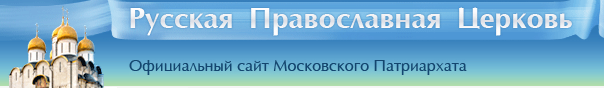 Русская Православная Церковь
Официальный сайт Московского Патриархата